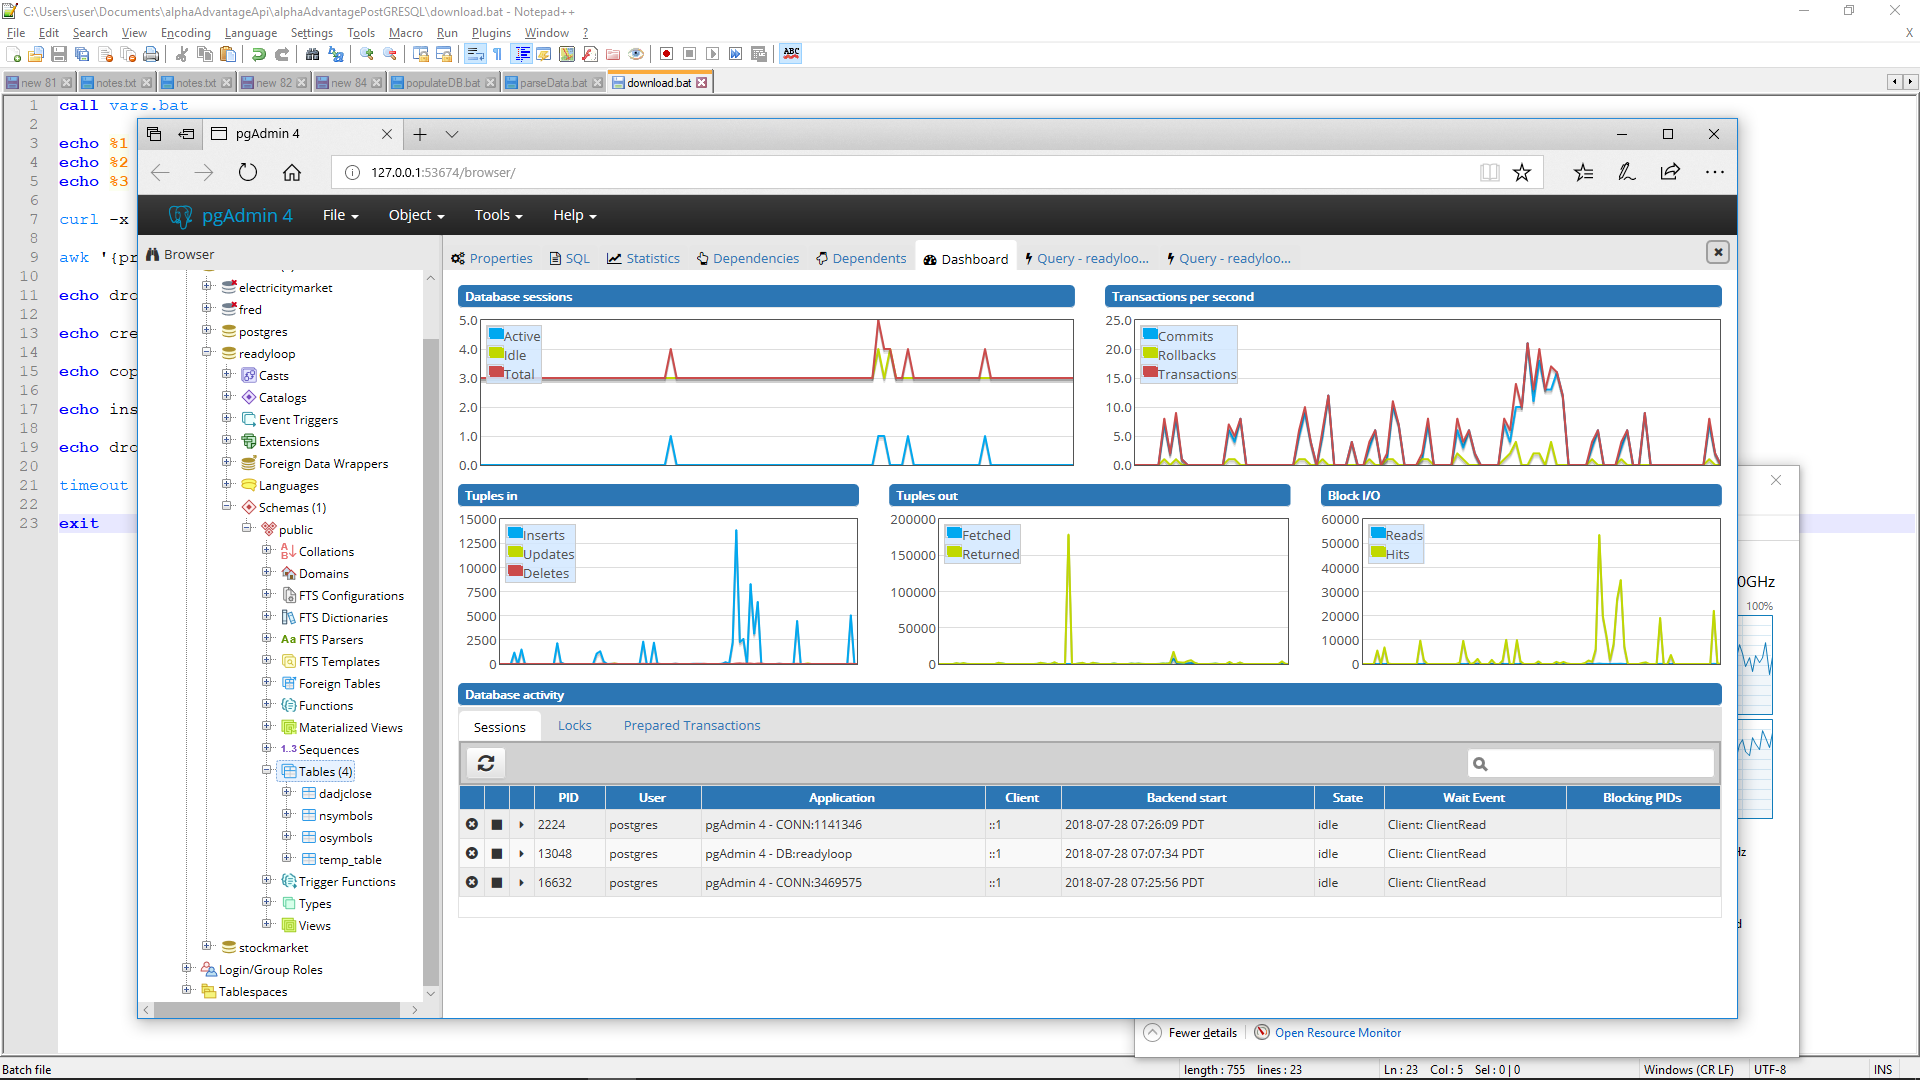 C:\Users\user\Documents\alphaAdvantageApi\alphaAdvantagePostGRESQL\download.bat - Notepad++
File Edit Search View Encoding Language Settings Tools Macro Run Plugins Window ? X
new 81 notes.txt notes.txt new 82 new 84 populateDB.bat parseData.bat download.bat
1 call vars.bat
2
3 echo %1
4 echo %2
5 echo %3
6
7 curl -x
8
9 awk '{pr
10
11 echo dro
12
13 echo cre
14
15 echo cop
16
17 echo ins
18
19 echo dro
20
21 timeout
22
23 exit
pgAdmin 4
127.0.0.1:53674/browser/
pgAdmin 4 File Object Tools Help
Browser
electricitymarket
fred
postgres
readyloop
Casts
Catalogs
Event Triggers
Extensions
Foreign Data Wrappers
Languages
Schemas (1)
public
Collations
Domains
FTS Configurations
FTS Dictionaries
Aa FTS Parsers
FTS Templates
Foreign Tables
Functions
Materialized Views
1..3 Sequences
Tables (4)
dadjclose
nsymbols
osymbols
temp_table
Trigger Functions
Types
Views
stockmarket
Login/Group Roles
Tablespaces
Properties SQL Statistics Dependencies Dependents Dashboard Query - readyloo... Query - readyloo...
Database sessions
5.0
4.0
3.0
2.0
1.0
0.0
Active
Idle
Total
Transactions per second
25.0
20.0
15.0
10.0
5.0
0.0
Commits
Rollbacks
Transactions
Tuples in
15000
12500
10000
7500
5000
2500
0
Inserts
Updates
Deletes
Tuples out
200000
150000
100000
50000
0
Fetched
Returned
Block I/O
60000
50000
40000
30000
20000
10000
0
Reads
Hits
Database activity
Sessions Locks Prepared Transactions
PID User Application Client Backend start State Wait Event Blocking PIDs
2224 postgres pgAdmin 4 - CONN:1141346 ::1 2018-07-28 07:26:09 PDT idle Client: ClientRead
13048 postgres pgAdmin 4 - DB:readyloop ::1 2018-07-28 07:07:34 PDT idle Client: ClientRead
16632 postgres pgAdmin 4 - CONN:3469575 ::1 2018-07-28 07:25:56 PDT idle Client: ClientRead
0GHz
100%
Hz
d
Fewer details Open Resource Monitor
Batch file length : 755 lines : 23 Ln : 23 Col : 5 Sel : 0 | 0 Windows (CR LF) UTF-8 INS